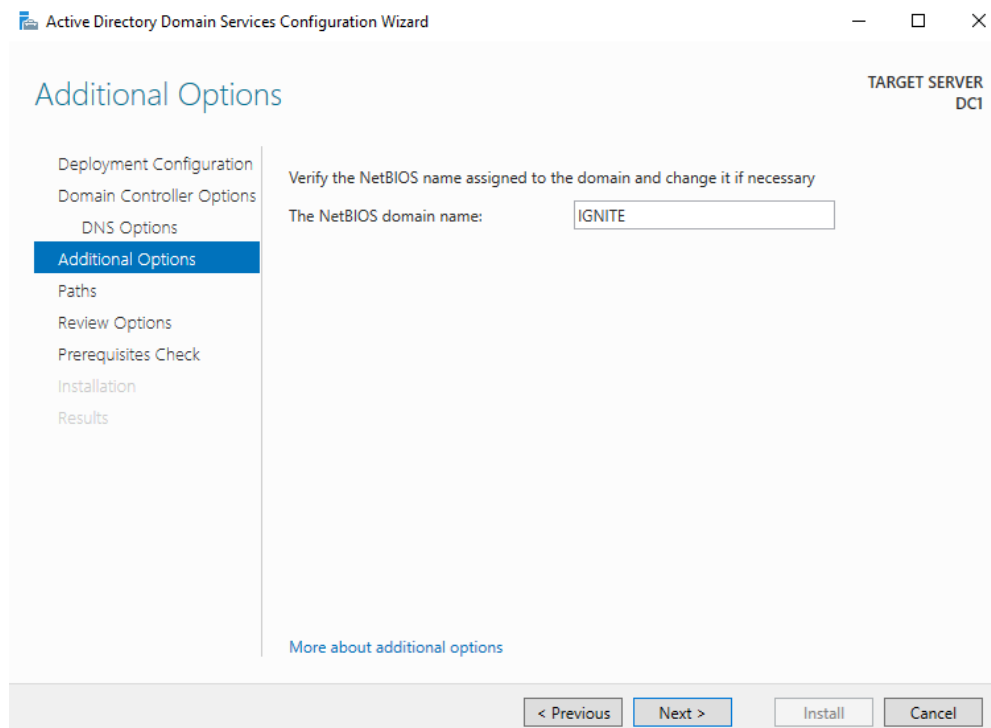 Active Directory Domain Services Configuration Wizard
Additional Options
TARGET SERVER
DC1
Deployment Configuration
Domain Controller Options
DNS Options
Additional Options
Paths
Review Options
Prerequisites Check
Installation
Results
Verify the NetBIOS name assigned to the domain and change it if necessary
The NetBIOS domain name: IGNITE
More about additional options
< Previous Next > Install Cancel